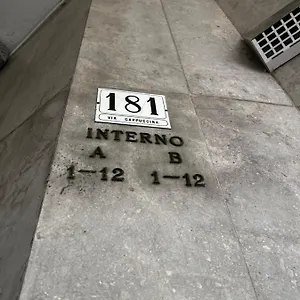 181
VIA CAPPUCCINA
INTERNO
A B
1-12 1-12